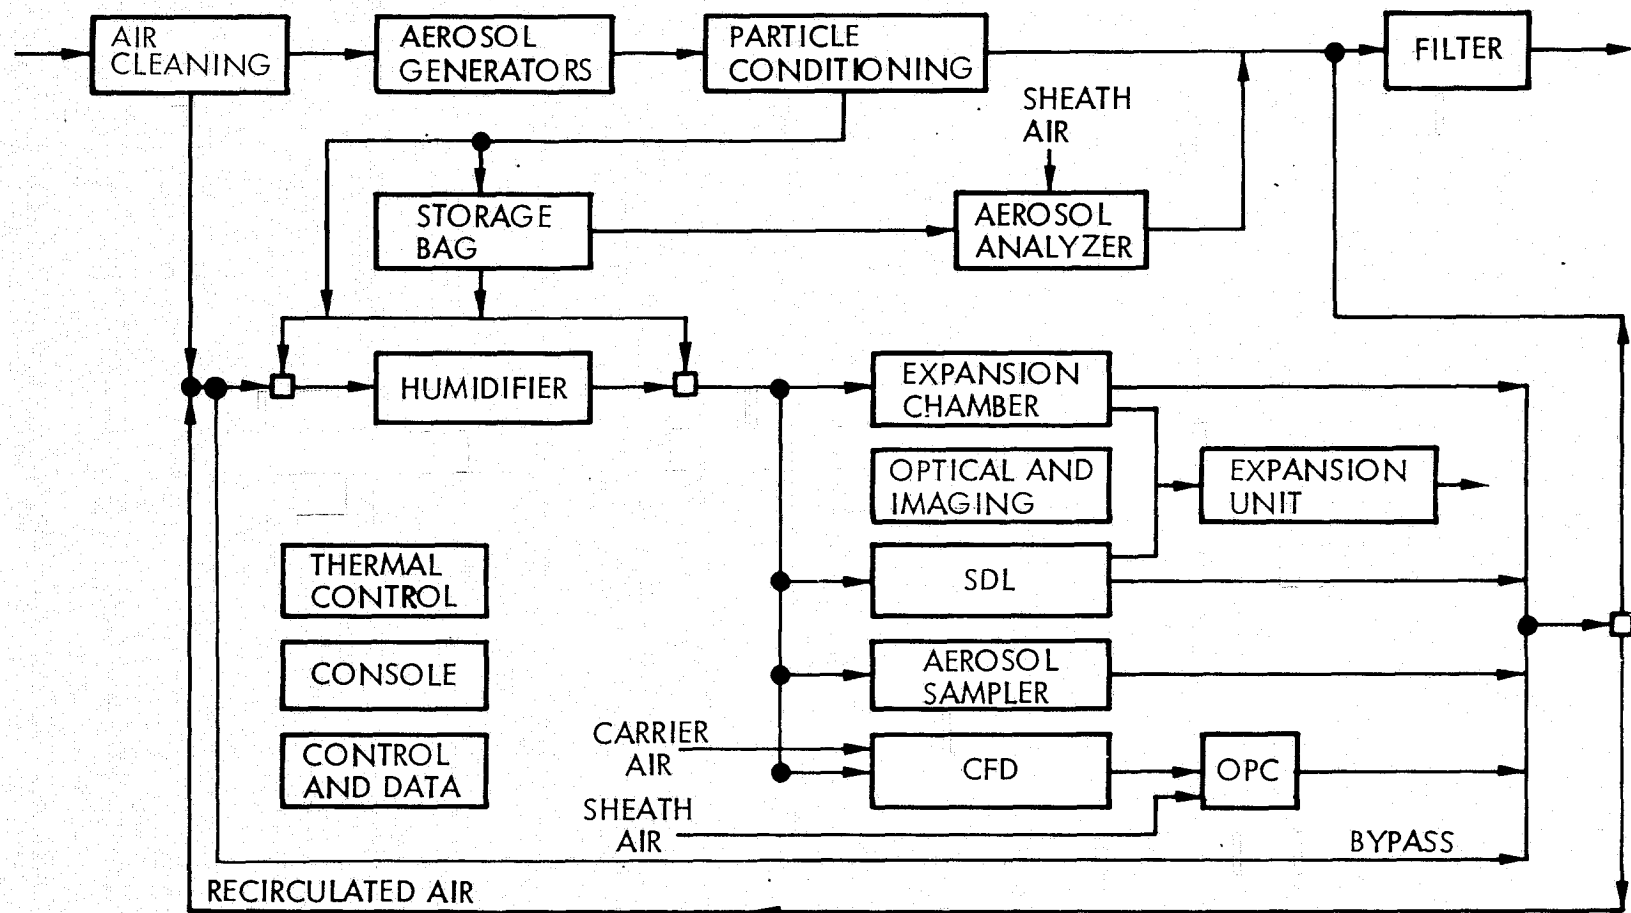 AIR
CLEANING
AEROSOL
GENERATORS
PARTICLE
CONDITIONING
FILTER
SHEATH
AIR
STORAGE
BAG
AEROSOL
ANALYZER
HUMIDIFIER
EXPANSION
CHAMBER
OPTICAL AND
IMAGING
EXPANSION
UNIT
THERMAL
CONTROL
SDL
CONSOLE
AEROSOL
SAMPLER
CARRIER
AIR
CONTROL
AND DATA
CFD
OPC
SHEATH
AIR
BYPASS
RECIRCULATED AIR